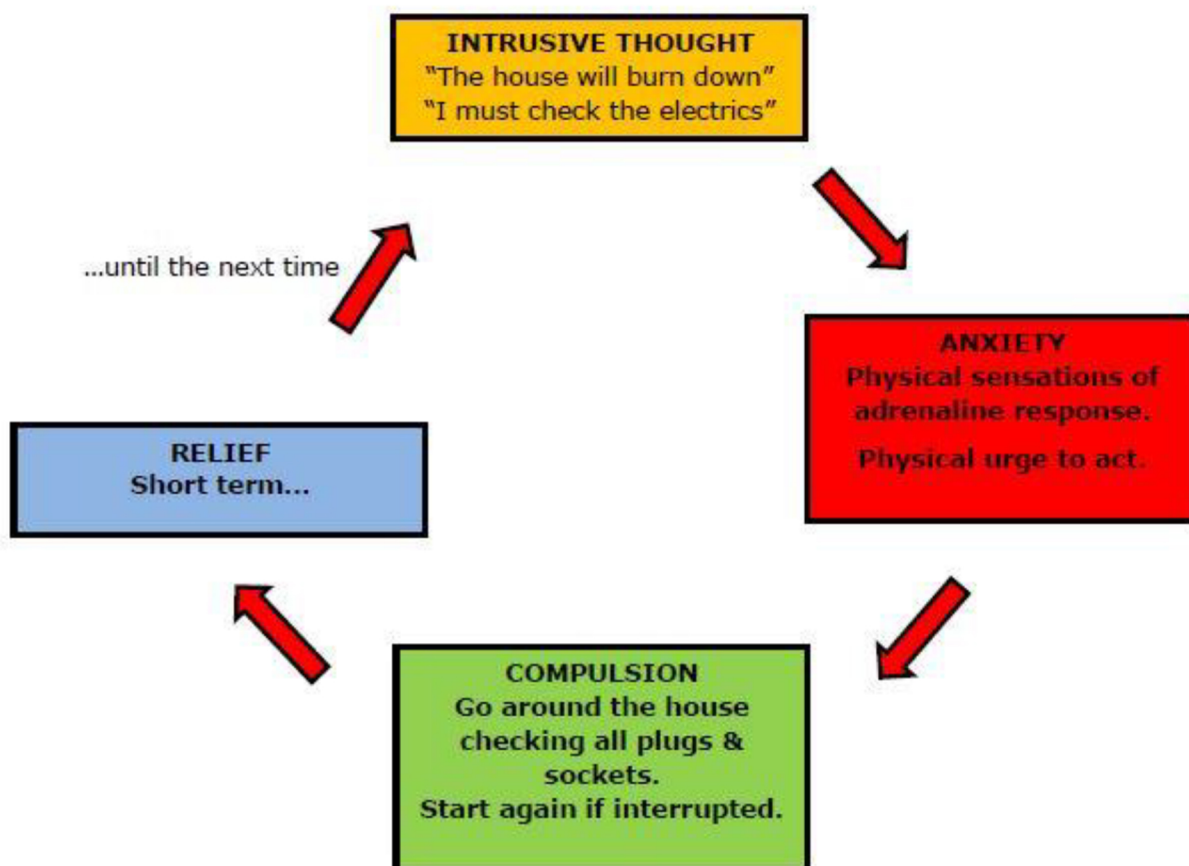 INTRUSIVE THOUGHT
“The house will burn down”
“I must check the electrics”
...until the next time
ANXIETY
Physical sensations of
adrenaline response.
Physical urge to act.
RELIEF
Short term...
COMPULSION
Go around the house
checking all plugs &
sockets.
Start again if interrupted.